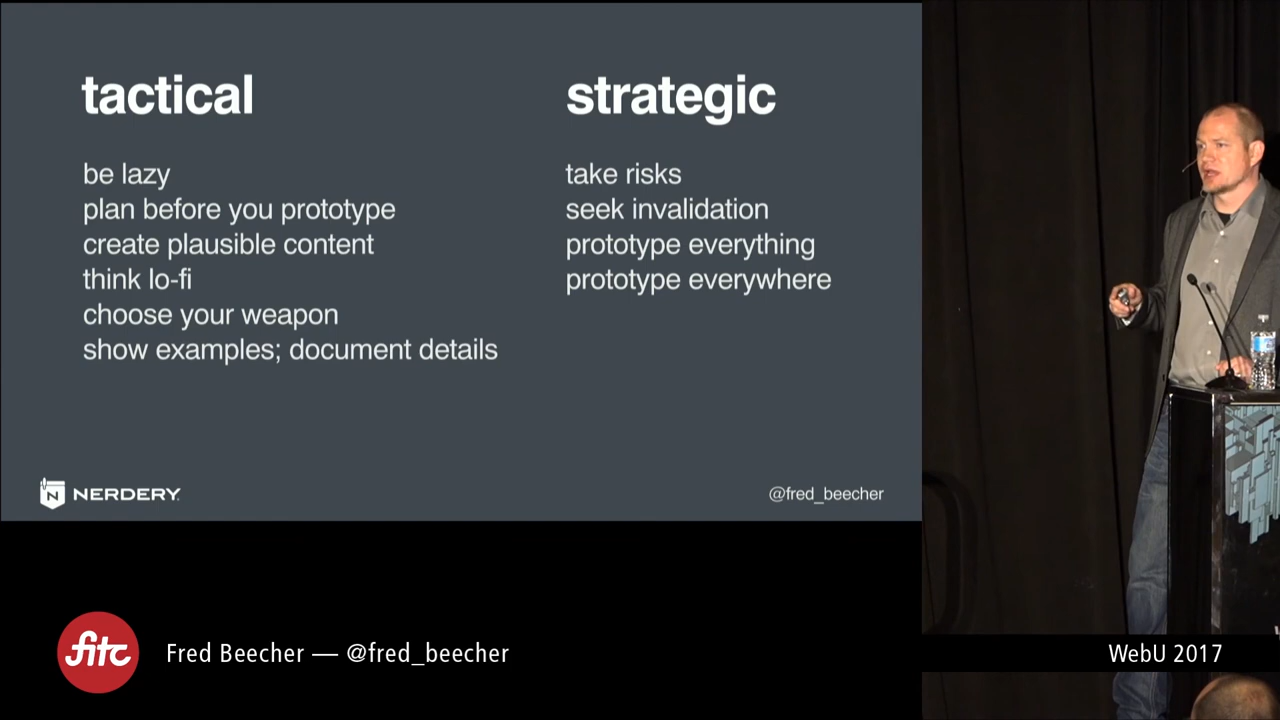 tactical
be lazy
plan before you prototype
create plausible content
think lo-fi
choose your weapon
show examples; document details
strategic
take risks
seek invalidation
prototype everything
prototype everywhere
N NERDERY
@fred_beecher
fitc
Fred Beecher — @fred_beecher
WebU 2017